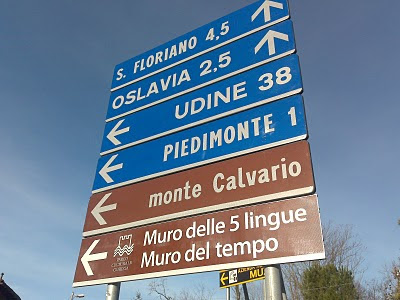 S. FLORIANO 4,5
OSLAVIA 2,5
UDINE 38
PIEDIMONTE 1
monte Calvario
Muro delle 5 lingue
Muro del tempo